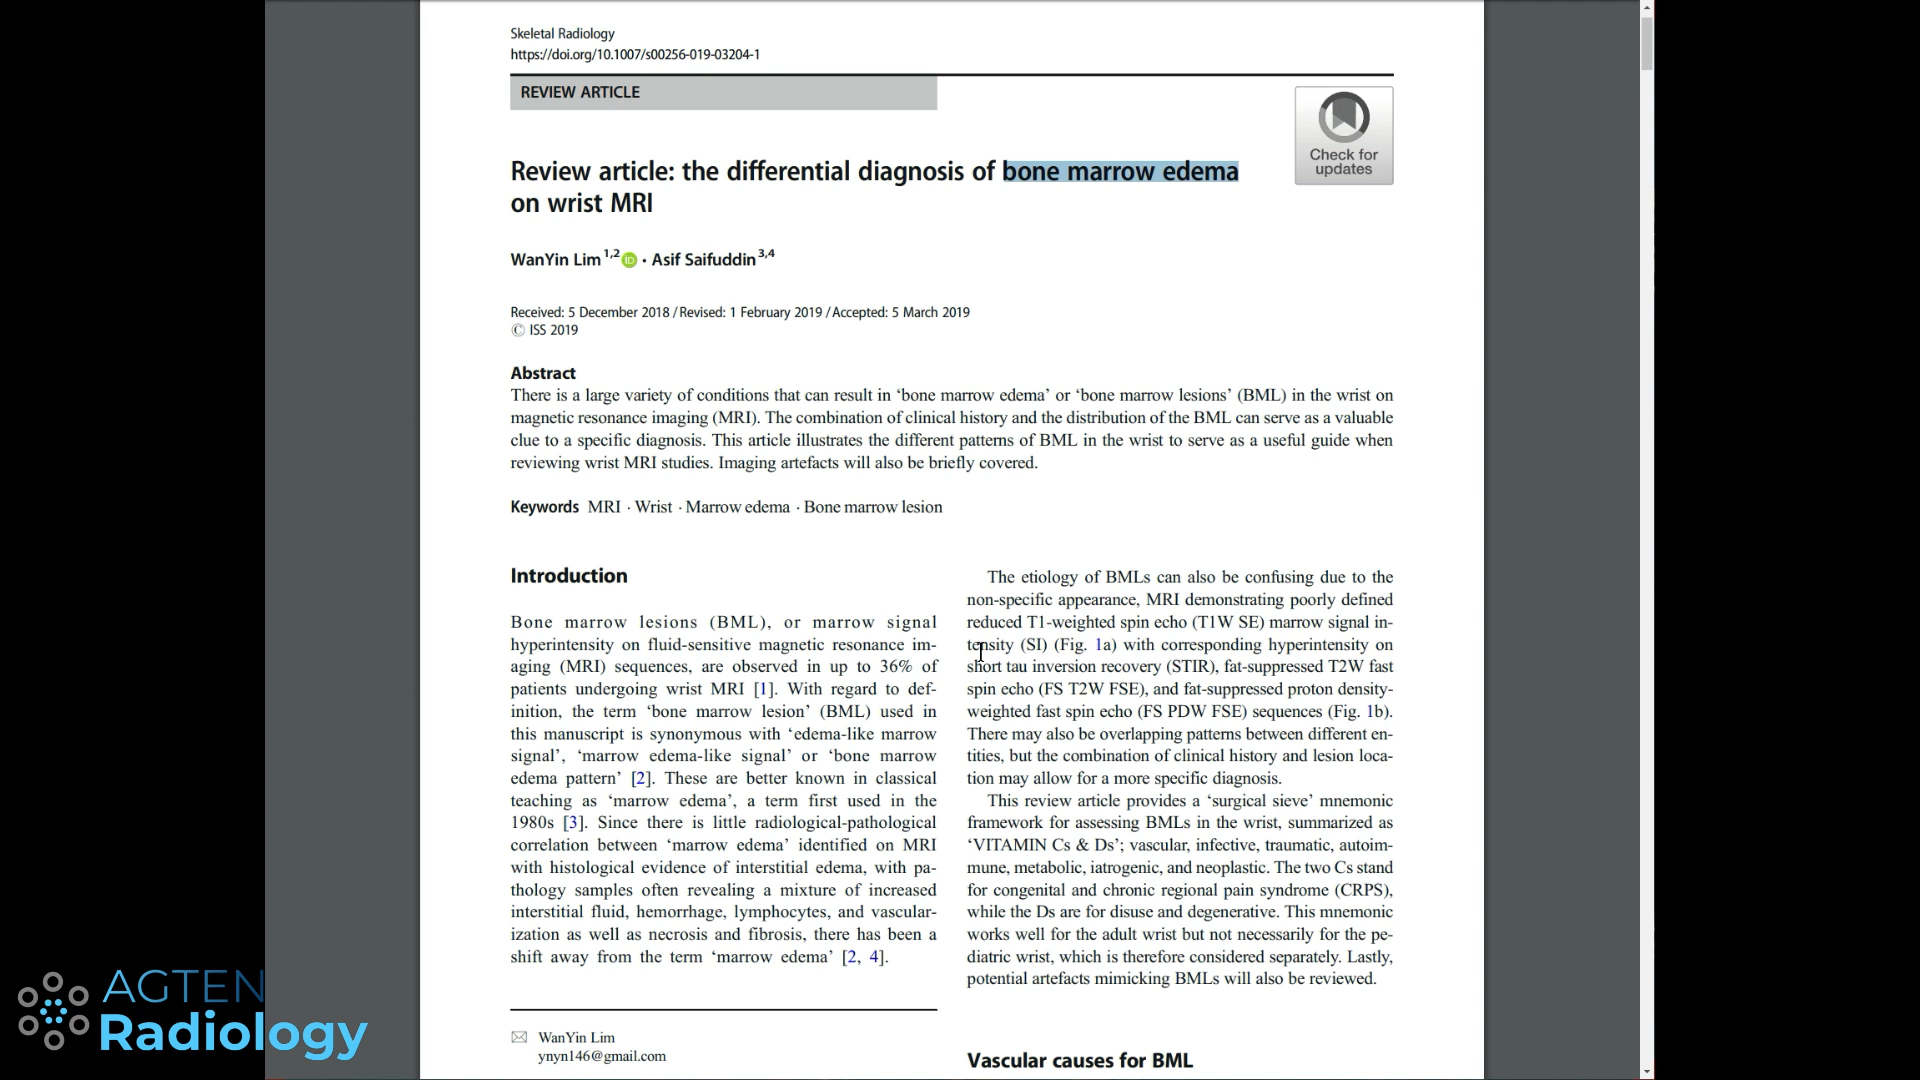 Skeletal Radiology
https://doi.org/10.1007/s00256-019-03204-1
REVIEW ARTICLE
Check for
updates
Review article: the differential diagnosis of bone marrow edema
on wrist MRI
WanYin Lim 1,2 iD · Asif Saifuddin 3,4
Received: 5 December 2018 / Revised: 1 February 2019 / Accepted: 5 March 2019
© ISS 2019
Abstract
There is a large variety of conditions that can result in ‘bone marrow edema’ or ‘bone marrow lesions’ (BML) in the wrist on
magnetic resonance imaging (MRI). The combination of clinical history and the distribution of the BML can serve as a valuable
clue to a specific diagnosis. This article illustrates the different patterns of BML in the wrist to serve as a useful guide when
reviewing wrist MRI studies. Imaging artefacts will also be briefly covered.
Keywords MRI · Wrist · Marrow edema · Bone marrow lesion
Introduction
Bone marrow lesions (BML), or marrow signal
hyperintensity on fluid-sensitive magnetic resonance im-
aging (MRI) sequences, are observed in up to 36% of
patients undergoing wrist MRI [1]. With regard to def-
inition, the term ‘bone marrow lesion’ (BML) used in
this manuscript is synonymous with ‘edema-like marrow
signal’, ‘marrow edema-like signal’ or ‘bone marrow
edema pattern’ [2]. These are better known in classical
teaching as ‘marrow edema’, a term first used in the
1980s [3]. Since there is little radiological-pathological
correlation between ‘marrow edema’ identified on MRI
with histological evidence of interstitial edema, with pa-
thology samples often revealing a mixture of increased
interstitial fluid, hemorrhage, lymphocytes, and vascular-
ization as well as necrosis and fibrosis, there has been a
shift away from the term ‘marrow edema’ [2, 4].
WanYin Lim
ynyn146@gmail.com
The etiology of BMLs can also be confusing due to the
non-specific appearance, MRI demonstrating poorly defined
reduced T1-weighted spin echo (T1W SE) marrow signal in-
tensity (SI) (Fig. 1a) with corresponding hyperintensity on
short tau inversion recovery (STIR), fat-suppressed T2W fast
spin echo (FS T2W FSE), and fat-suppressed proton density-
weighted fast spin echo (FS PDW FSE) sequences (Fig. 1b).
There may also be overlapping patterns between different en-
tities, but the combination of clinical history and lesion loca-
tion may allow for a more specific diagnosis.
This review article provides a ‘surgical sieve’ mnemonic
framework for assessing BMLs in the wrist, summarized as
‘VITAMIN Cs & Ds’; vascular, infective, traumatic, autoim-
mune, metabolic, iatrogenic, and neoplastic. The two Cs stand
for congenital and chronic regional pain syndrome (CRPS),
while the Ds are for disuse and degenerative. This mnemonic
works well for the adult wrist but not necessarily for the pe-
diatric wrist, which is therefore considered separately. Lastly,
potential artefacts mimicking BMLs will also be reviewed.
Vascular causes for BML
AGTEN
Radiology